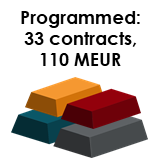 Programmed:
33 contracts,
110 MEUR